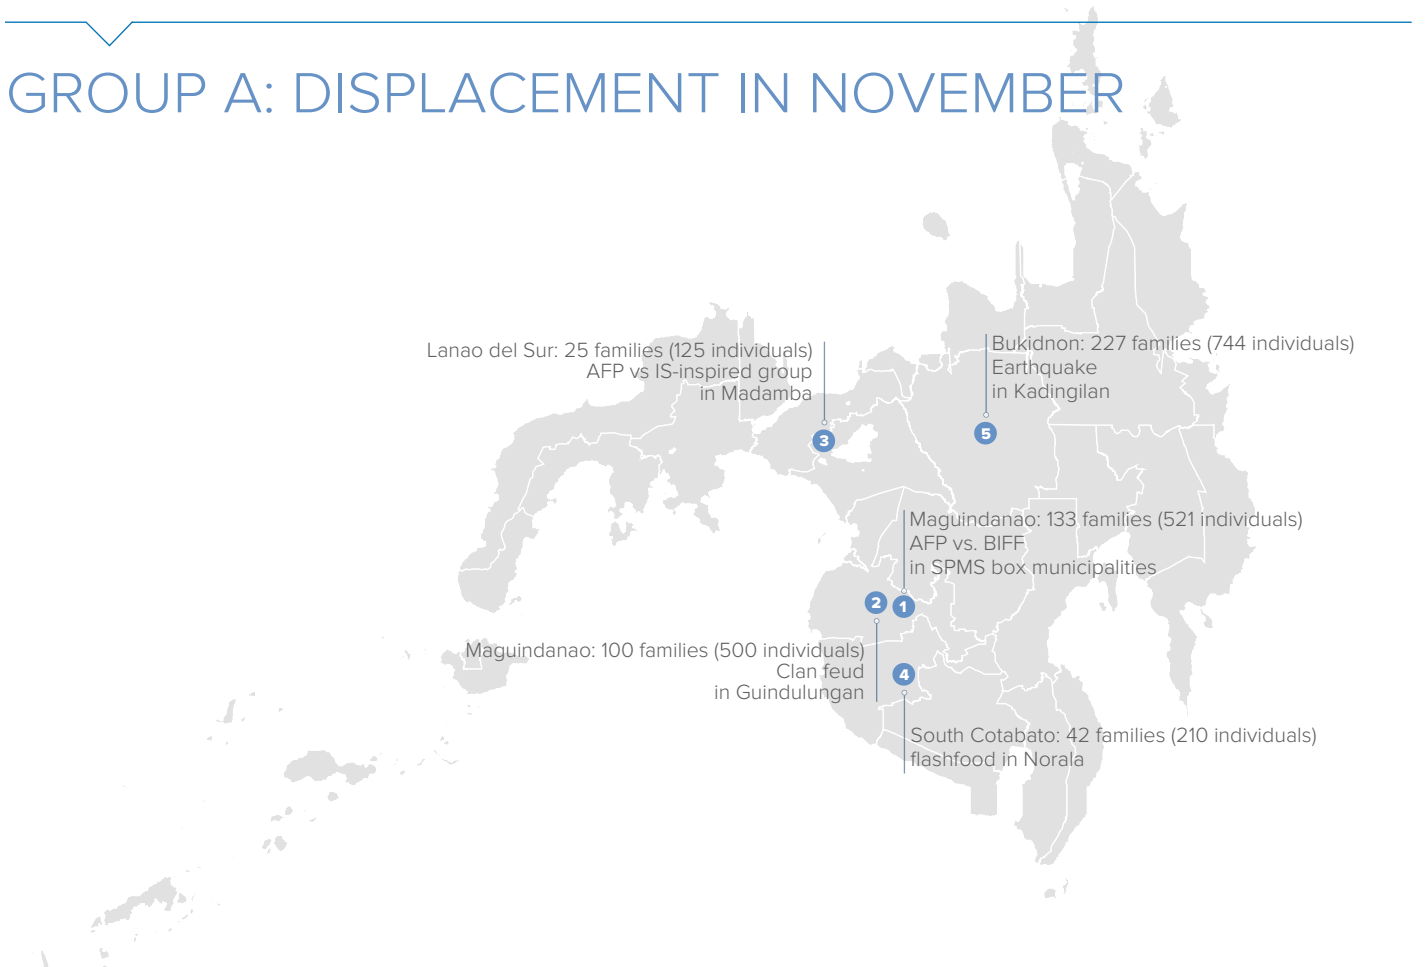 GROUP A: DISPLACEMENT IN NOVEMBER
Lanao del Sur: 25 families (125 individuals)
AFP vs IS-inspired group
in Madamba
3
Bukidnon: 227 families (744 individuals)
Earthquake
in Kadingilan
5
Maguindanao: 133 families (521 individuals)
AFP vs. BIFF
in SPMS box municipalities
2
1
Maguindanao: 100 families (500 individuals)
Clan feud
in Guindulungan
4
South Cotabato: 42 families (210 individuals)
flashfood in Norala